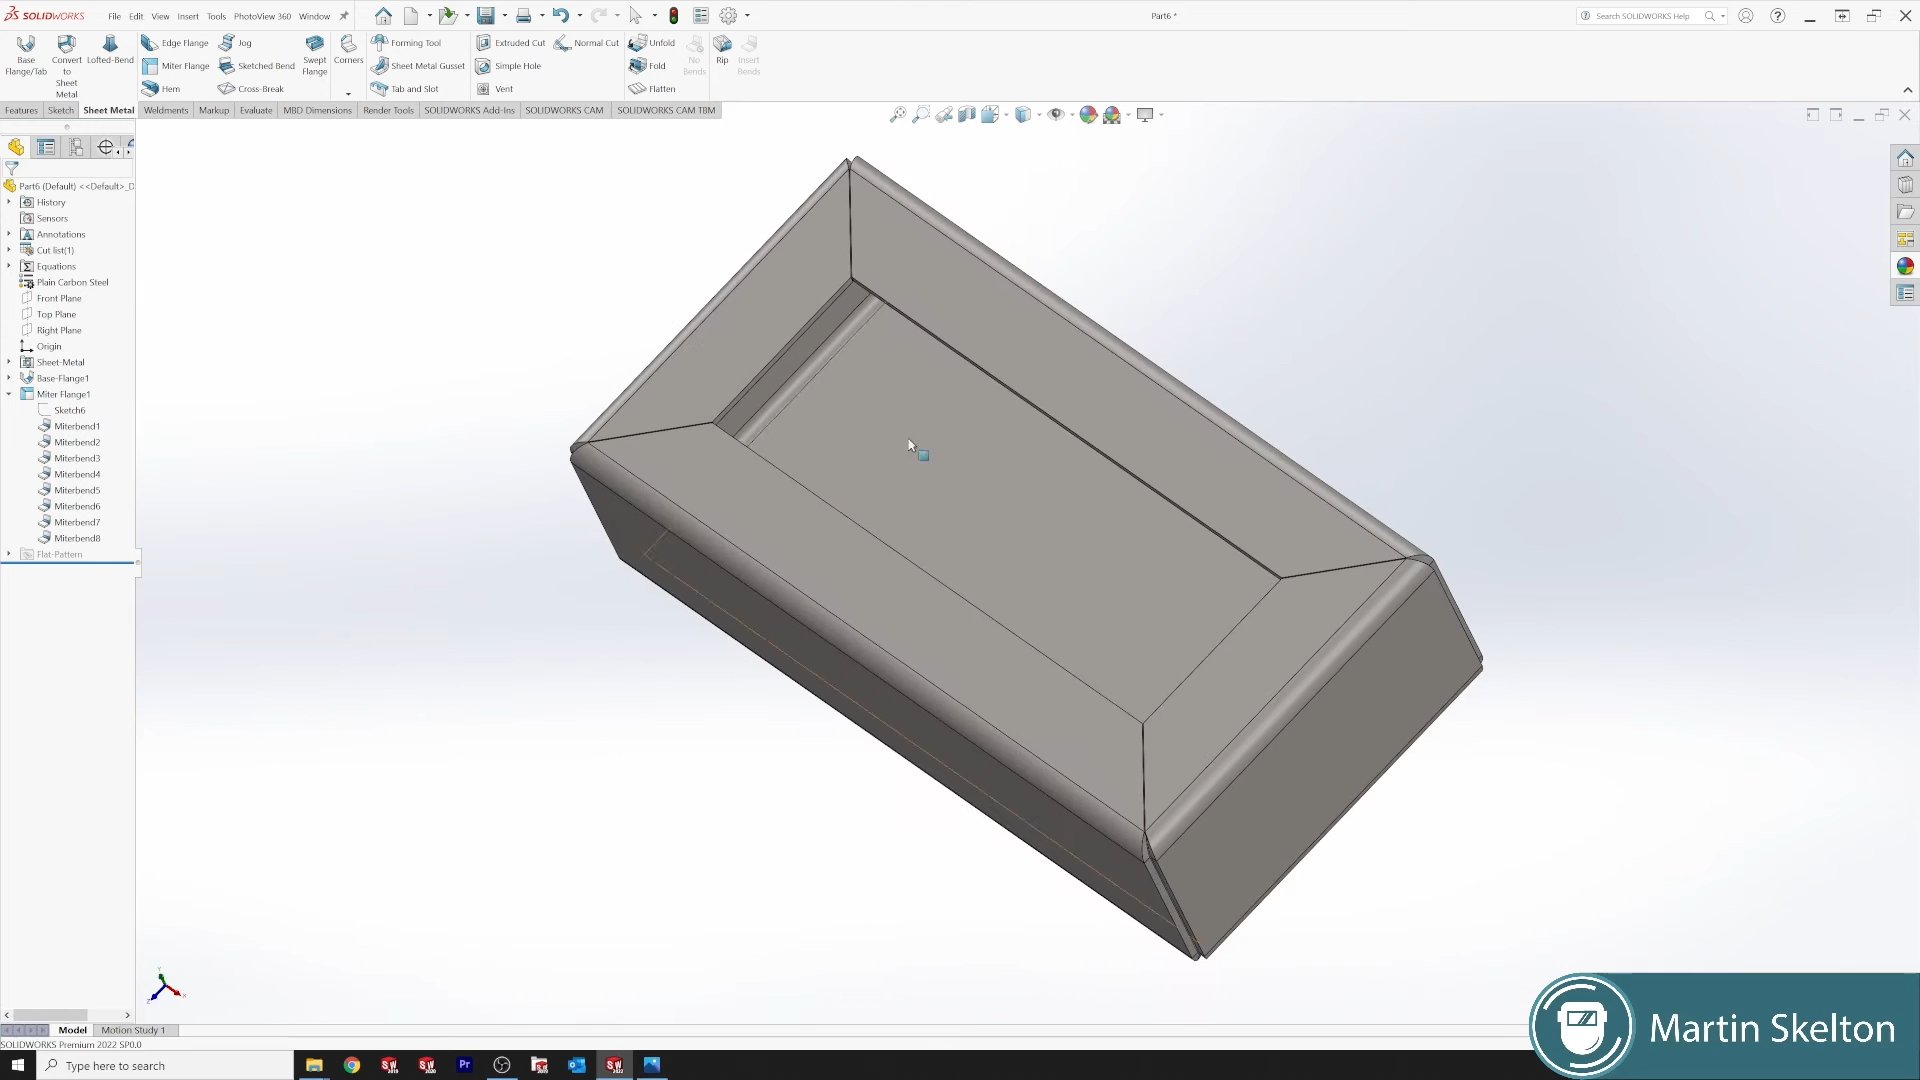 SOLIDWORKS File Edit View Insert Tools PhotoView 360 Window Part6 * Search SOLIDWORKS Help
Base Flange/Tab
Convert to Sheet Metal
Lofted-Bend
Edge Flange
Miter Flange
Hem
Jog
Sketched Bend
Cross-Break
Swept Flange
Corners
Forming Tool
Sheet Metal Gusset
Tab and Slot
Extruded Cut
Simple Hole
Vent
Normal Cut
Unfold
Fold
Flatten
No Bends
Rip
Insert Bends
Features Sketch Sheet Metal Weldments Markup Evaluate MBD Dimensions Render Tools SOLIDWORKS Add-Ins SOLIDWORKS CAM SOLIDWORKS CAM TBM
Part6 (Default) <<Default>_D
History
Sensors
Annotations
Cut list(1)
Equations
Plain Carbon Steel
Front Plane
Top Plane
Right Plane
Origin
Sheet-Metal
Base-Flange1
Miter Flange1
Sketch6
Miterbend1
Miterbend2
Miterbend3
Miterbend4
Miterbend5
Miterbend6
Miterbend7
Miterbend8
Flat-Pattern
Model Motion Study 1
SOLIDWORKS Premium 2022 SP0.0
Type here to search
Martin Skelton